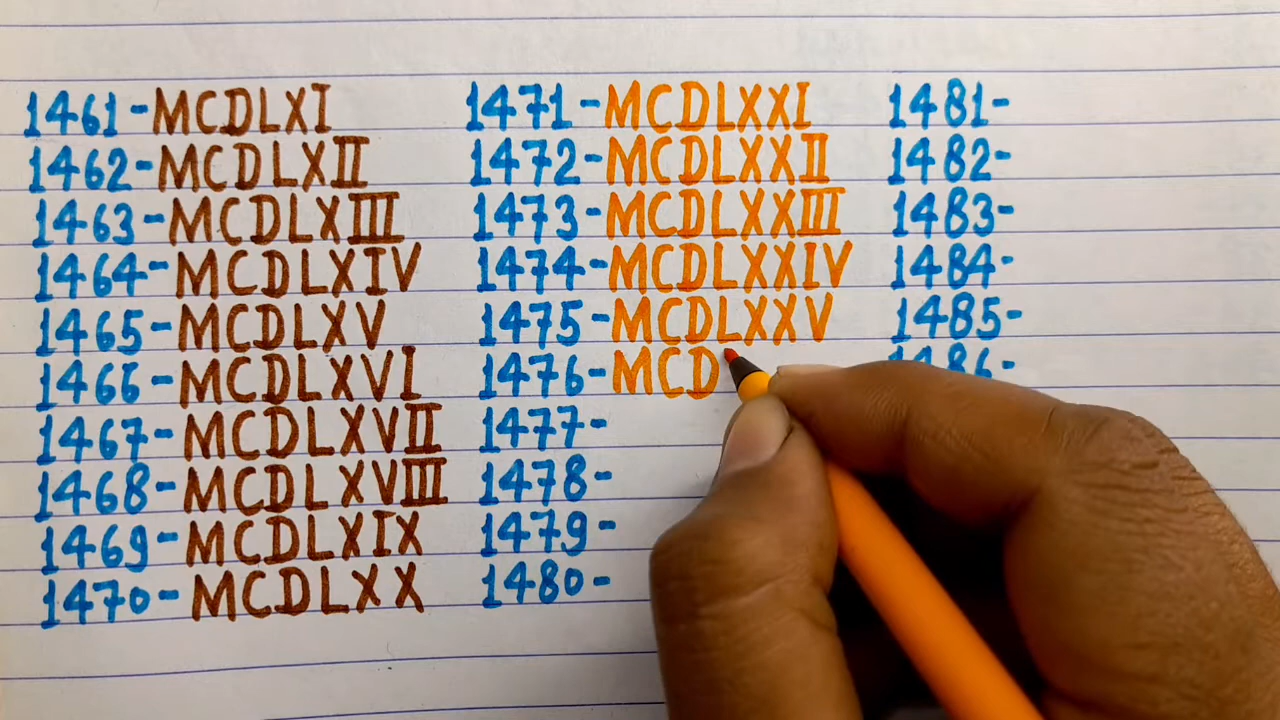 1461-MCDLXI
1462-MCDLXII
1463-MCDLXIII
1464-MCDLXIV
1465-MCDLXV
1466-MCDLXVI
1467-MCDLXVII
1468-MCDLXVIII
1469-MCDLXIX
1470-MCDLXX
1471-MCDLXXI
1472-MCDLXXII
1473-MCDLXXIII
1474-MCDLXXIV
1475-MCDLXXV
1476-MCD
1477-
1478-
1479-
1480-
1481-
1482-
1483-
1484-
1485-
1486-